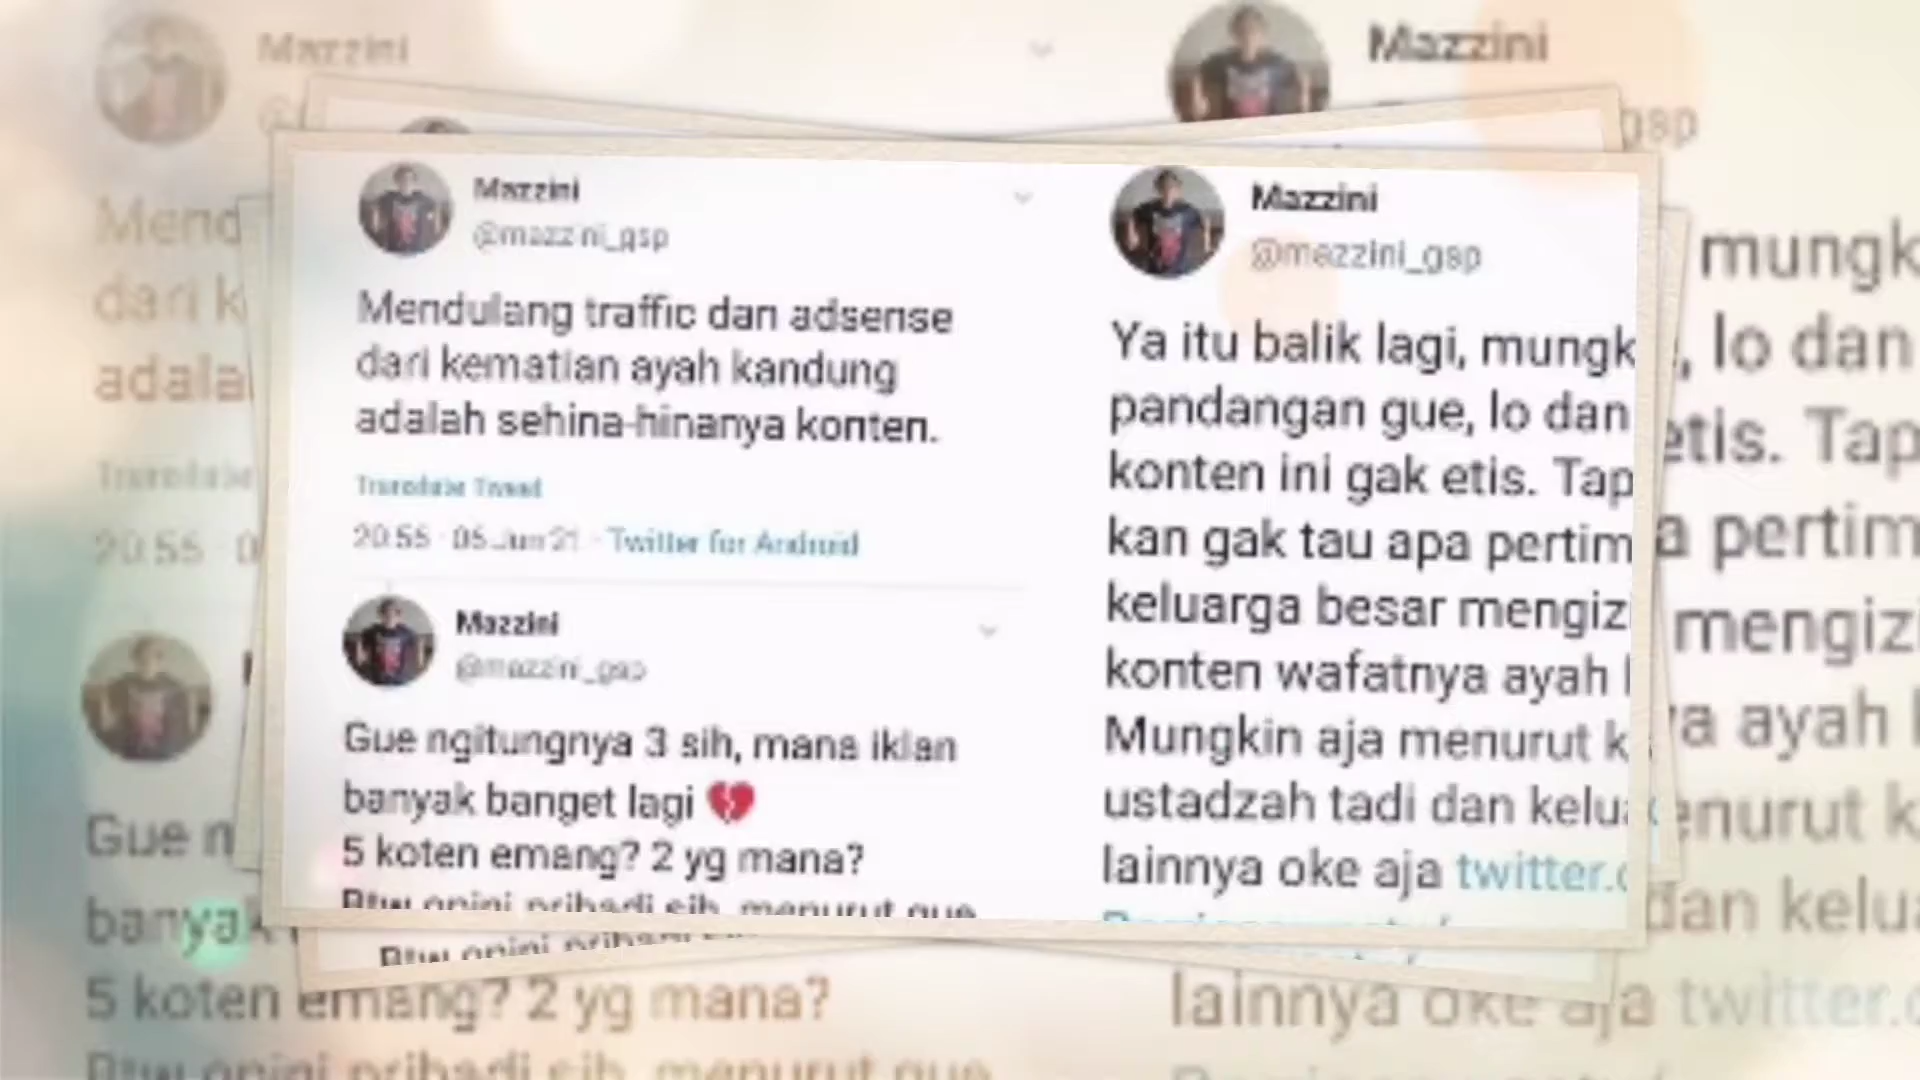 Mazzini
@mazzini_gsp
Mendulang traffic dan adsense
dari kematian ayah kandung
adalah sehina-hinanya konten.
Translate Tweet
20:55 · 05 Jun 21 · Twitter for Android
Mazzini
@mazzini_gsp
Gue ngitungnya 3 sih, mana iklan
banyak banget lagi 💔
5 koten emang? 2 yg mana?
Btw opini pribadi sih, menurut gue
Mazzini
@mazzini_gsp
Ya itu balik lagi, mungk
pandangan gue, lo dan
konten ini gak etis. Tap
kan gak tau apa pertim
keluarga besar mengiz
konten wafatnya ayah
Mungkin aja menurut k
ustadzah tadi dan kelu
lainnya oke aja twitter.c